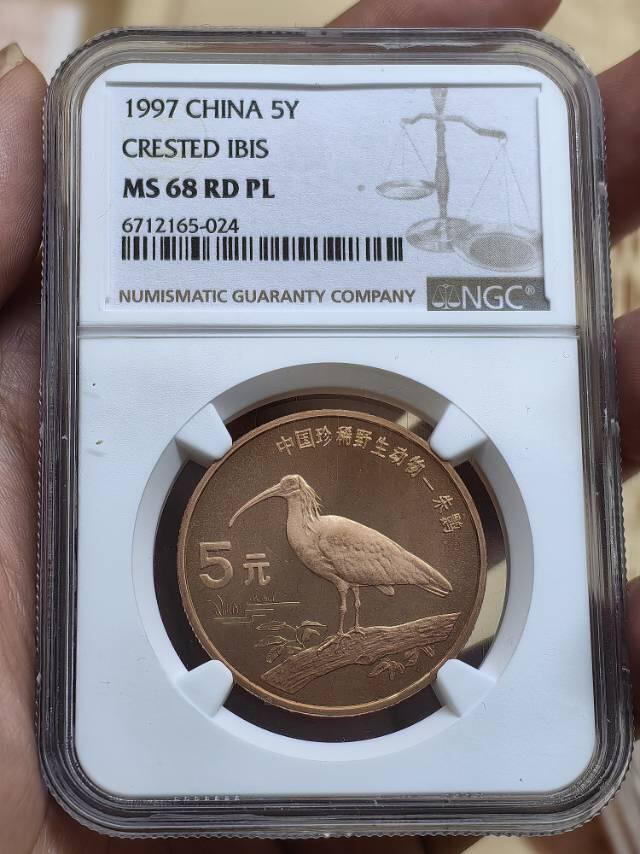 1997 CHINA 5Y
CRESTED IBIS
MS 68 RD PL
6712165-024
NUMISMATIC GUARANTY COMPANY NGC®
中国珍稀野生动物—朱鹮
5元